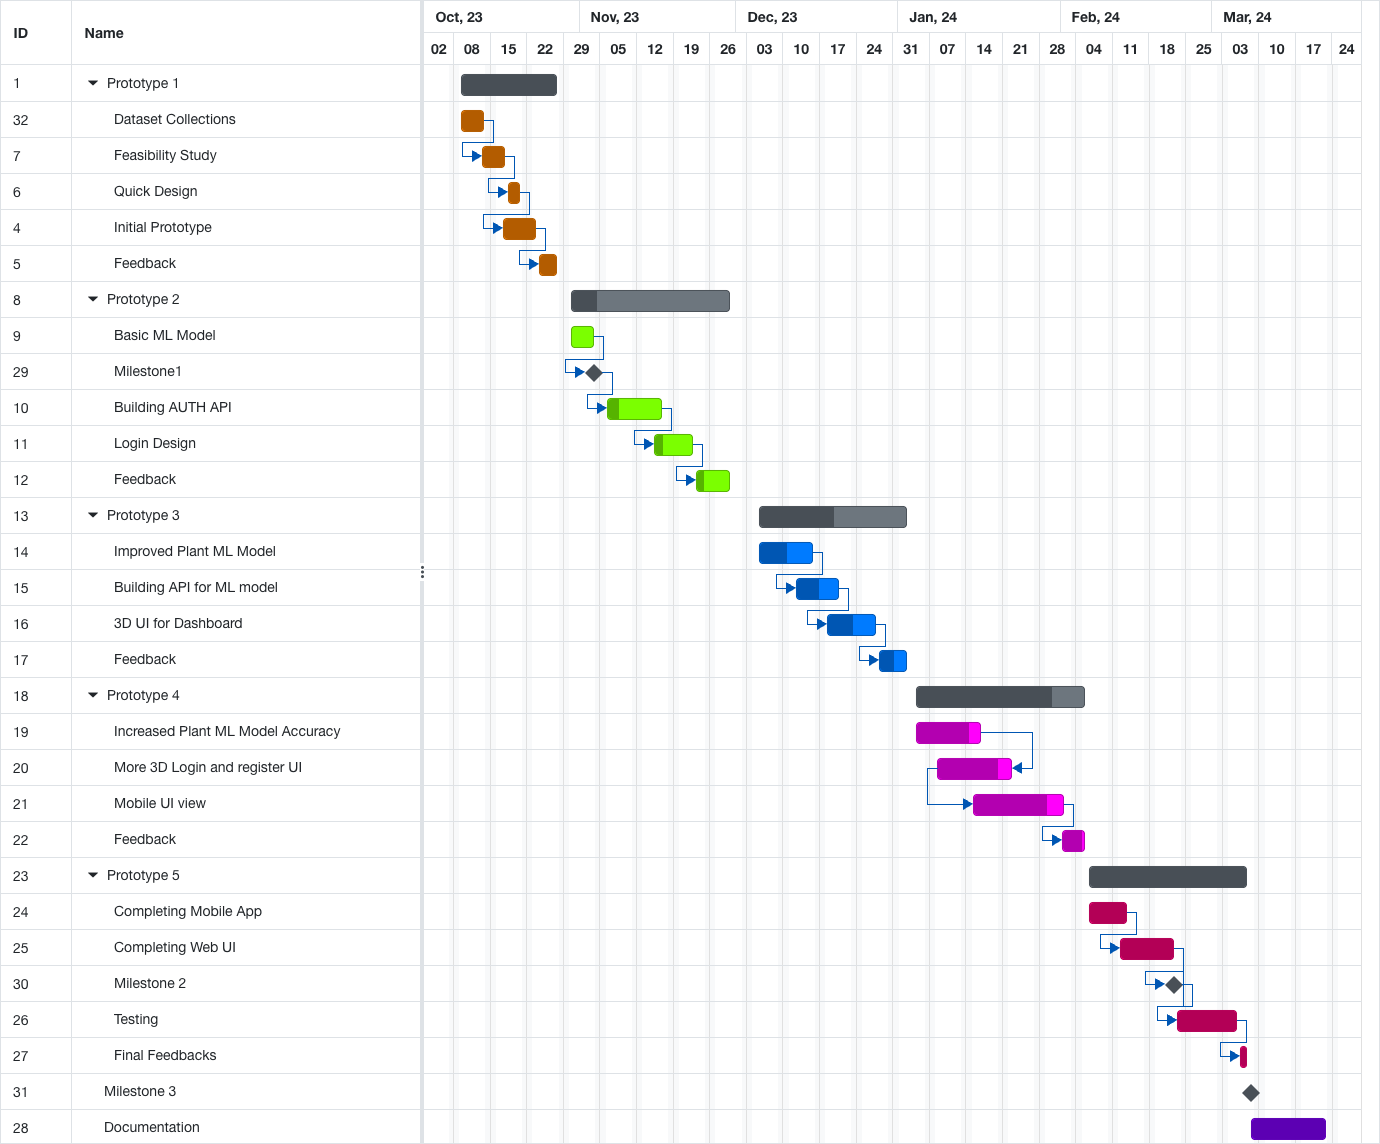 ID Name Oct, 23 Nov, 23 Dec, 23 Jan, 24 Feb, 24 Mar, 24
02 08 15 22 29 05 12 19 26 03 10 17 24 31 07 14 21 28 04 11 18 25 03 10 17 24
1 Prototype 1
32 Dataset Collections
7 Feasibility Study
6 Quick Design
4 Initial Prototype
5 Feedback
8 Prototype 2
9 Basic ML Model
29 Milestone1
10 Building AUTH API
11 Login Design
12 Feedback
13 Prototype 3
14 Improved Plant ML Model
15 Building API for ML model
16 3D UI for Dashboard
17 Feedback
18 Prototype 4
19 Increased Plant ML Model Accuracy
20 More 3D Login and register UI
21 Mobile UI view
22 Feedback
23 Prototype 5
24 Completing Mobile App
25 Completing Web UI
30 Milestone 2
26 Testing
27 Final Feedbacks
31 Milestone 3
28 Documentation